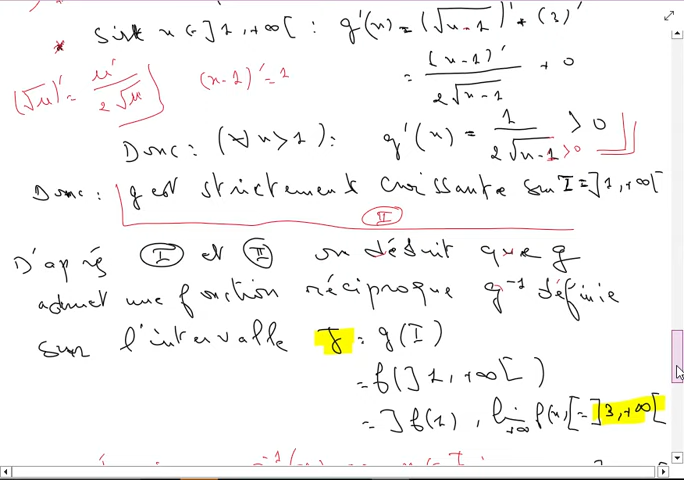 * Soit x ∈ ]1, +∞[ : g'(x) = (√x-1)' + (3)'
(√u)' = u' / 2√u } (x-1)' = 1 = (x-1)' / 2√x-1 + 0
Donc : (∀x > 1) : g'(x) = 1 / 2√x-1 > 0
>0
Donc : g est strictement croissante sur I = ]1, +∞[
II
D'après I et II on déduit que g
admet une fonction réciproque g⁻¹ définie
sur l'intervalle J = g(I)
= f(]1, +∞[)
= ]f(1), lim +∞ f(x)[ = ]3, +∞[